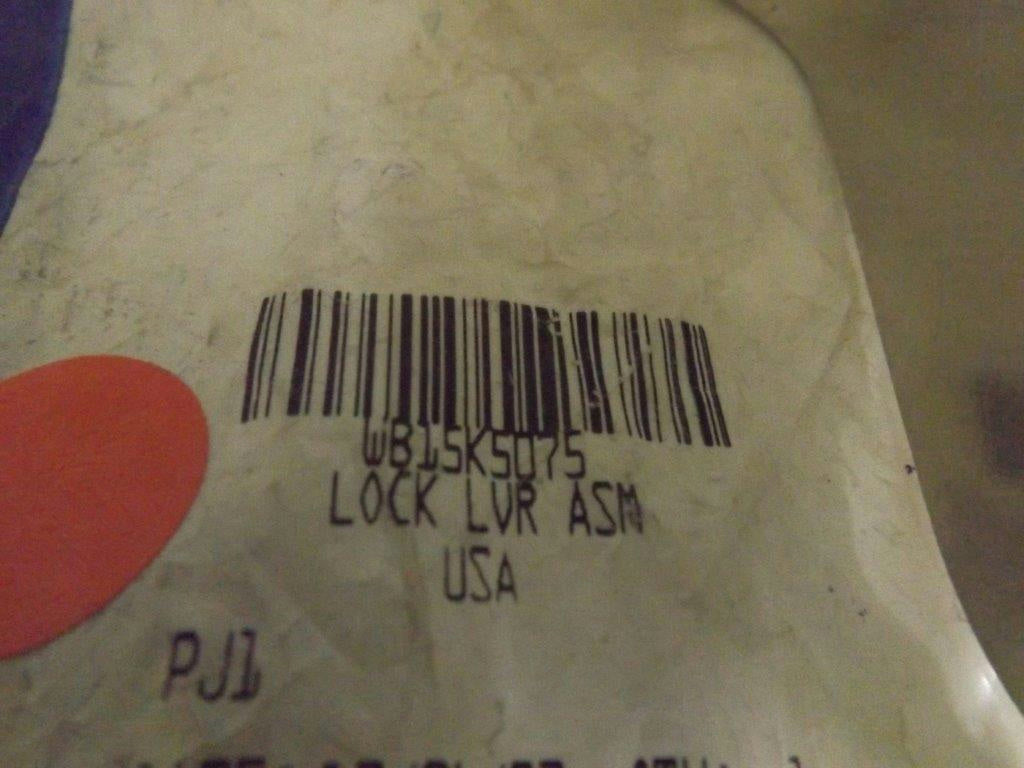 WB15K5075
LOCK LVR ASM
USA
PJ1